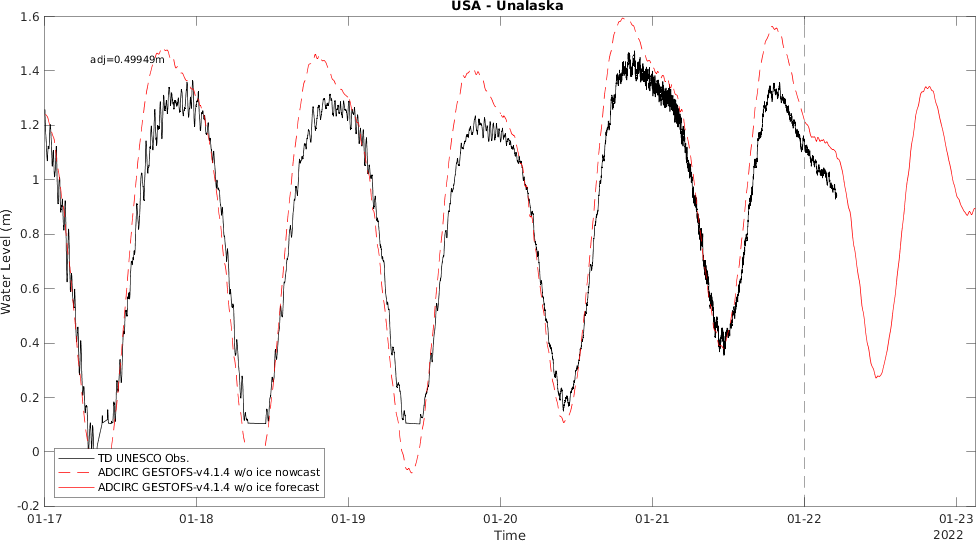 USA - Unalaska
adj=0.49949m
Water Level (m)
1.6
1.4
1.2
1
0.8
0.6
0.4
0.2
0
-0.2
TD UNESCO Obs.
ADCIRC GESTOFS-v4.1.4 w/o ice nowcast
ADCIRC GESTOFS-v4.1.4 w/o ice forecast
01-17 01-18 01-19 01-20 01-21 01-22 01-23
Time
2022